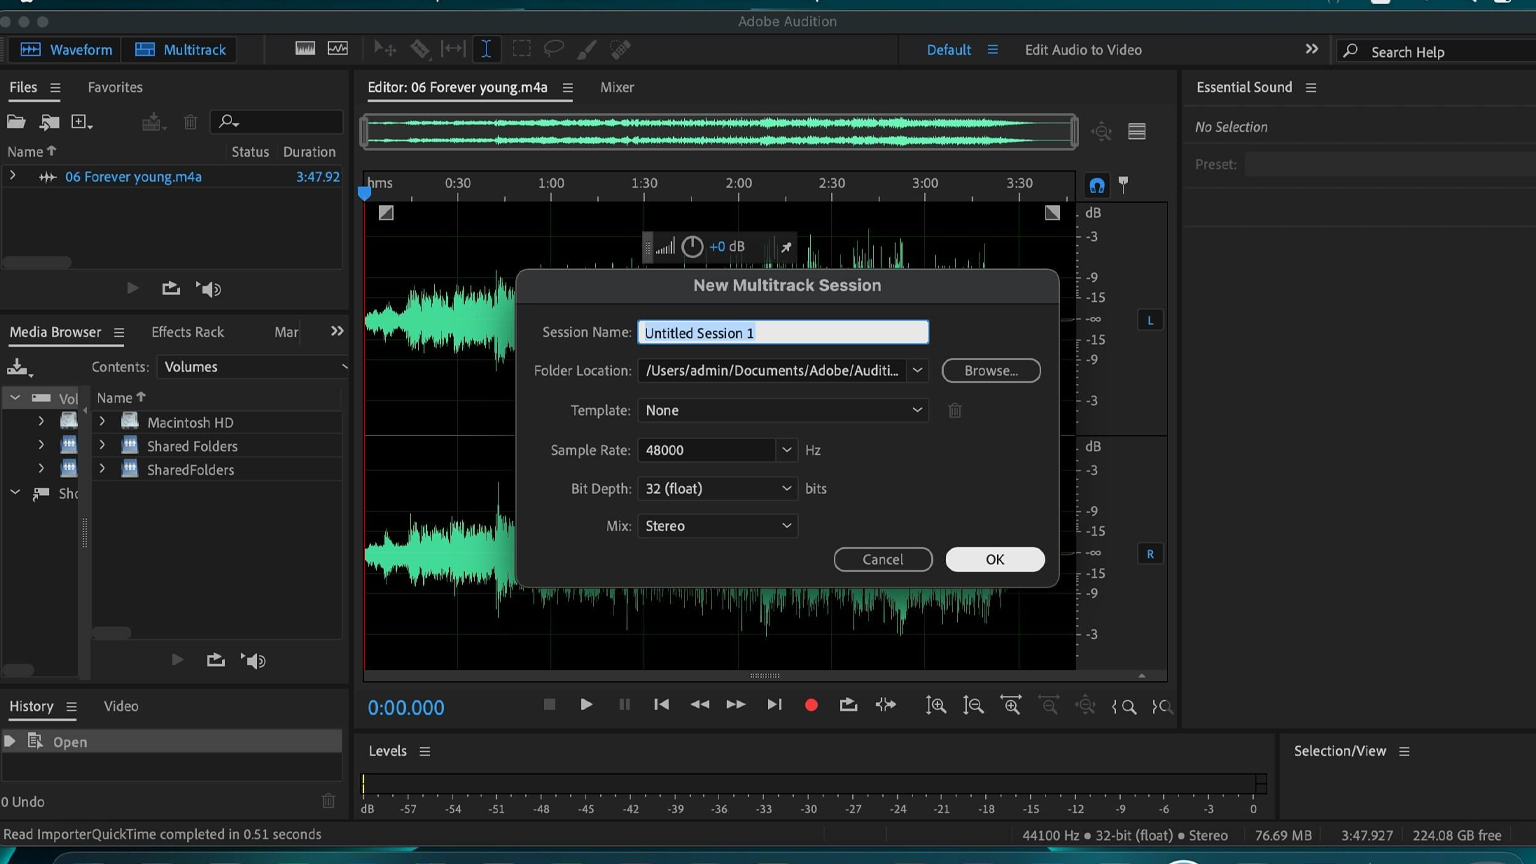 Adobe Audition
Waveform
Multitrack
Default
Edit Audio to Video
Search Help
Files
Favorites
Name
Status
Duration
06 Forever young.m4a
3:47.92
Editor: 06 Forever young.m4a
Mixer
hms
0:30
1:00
1:30
2:00
2:30
3:00
3:30
+0 dB
dB
-3
-9
-15
-∞
-15
-9
-3
L
dB
-3
-9
-15
-∞
-15
-9
-3
R
Essential Sound
No Selection
Preset:
New Multitrack Session
Session Name:
Untitled Session 1
Folder Location:
/Users/admin/Documents/Adobe/Auditi...
Browse...
Template:
None
Sample Rate:
48000
Hz
Bit Depth:
32 (float)
bits
Mix:
Stereo
Cancel
OK
Media Browser
Effects Rack
Mar
Contents:
Volumes
Vol
Sho
Name
Macintosh HD
Shared Folders
SharedFolders
History
Video
Open
0 Undo
0:00.000
Levels
dB
-57
-54
-51
-48
-45
-42
-39
-36
-33
-30
-27
-24
-21
-18
-15
-12
-9
-6
-3
0
Selection/View
Read ImporterQuickTime completed in 0.51 seconds
44100 Hz • 32-bit (float) • Stereo
76.69 MB
3:47.927
224.08 GB free